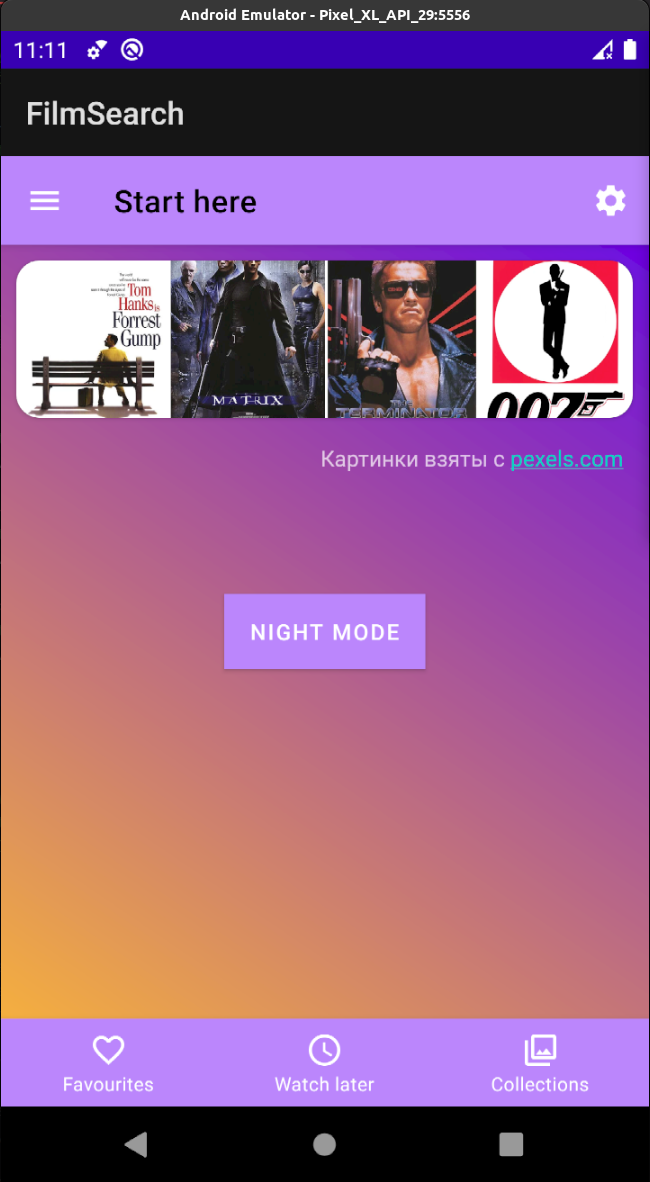 Android Emulator - Pixel_XL_API_29:5556
11:11
FilmSearch
Start here
Tom
Hanks is
Forrest
Gump
MATRIX
THE
TERMINATOR
007
Картинки взяты с pexels.com
NIGHT MODE
Favourites
Watch later
Collections